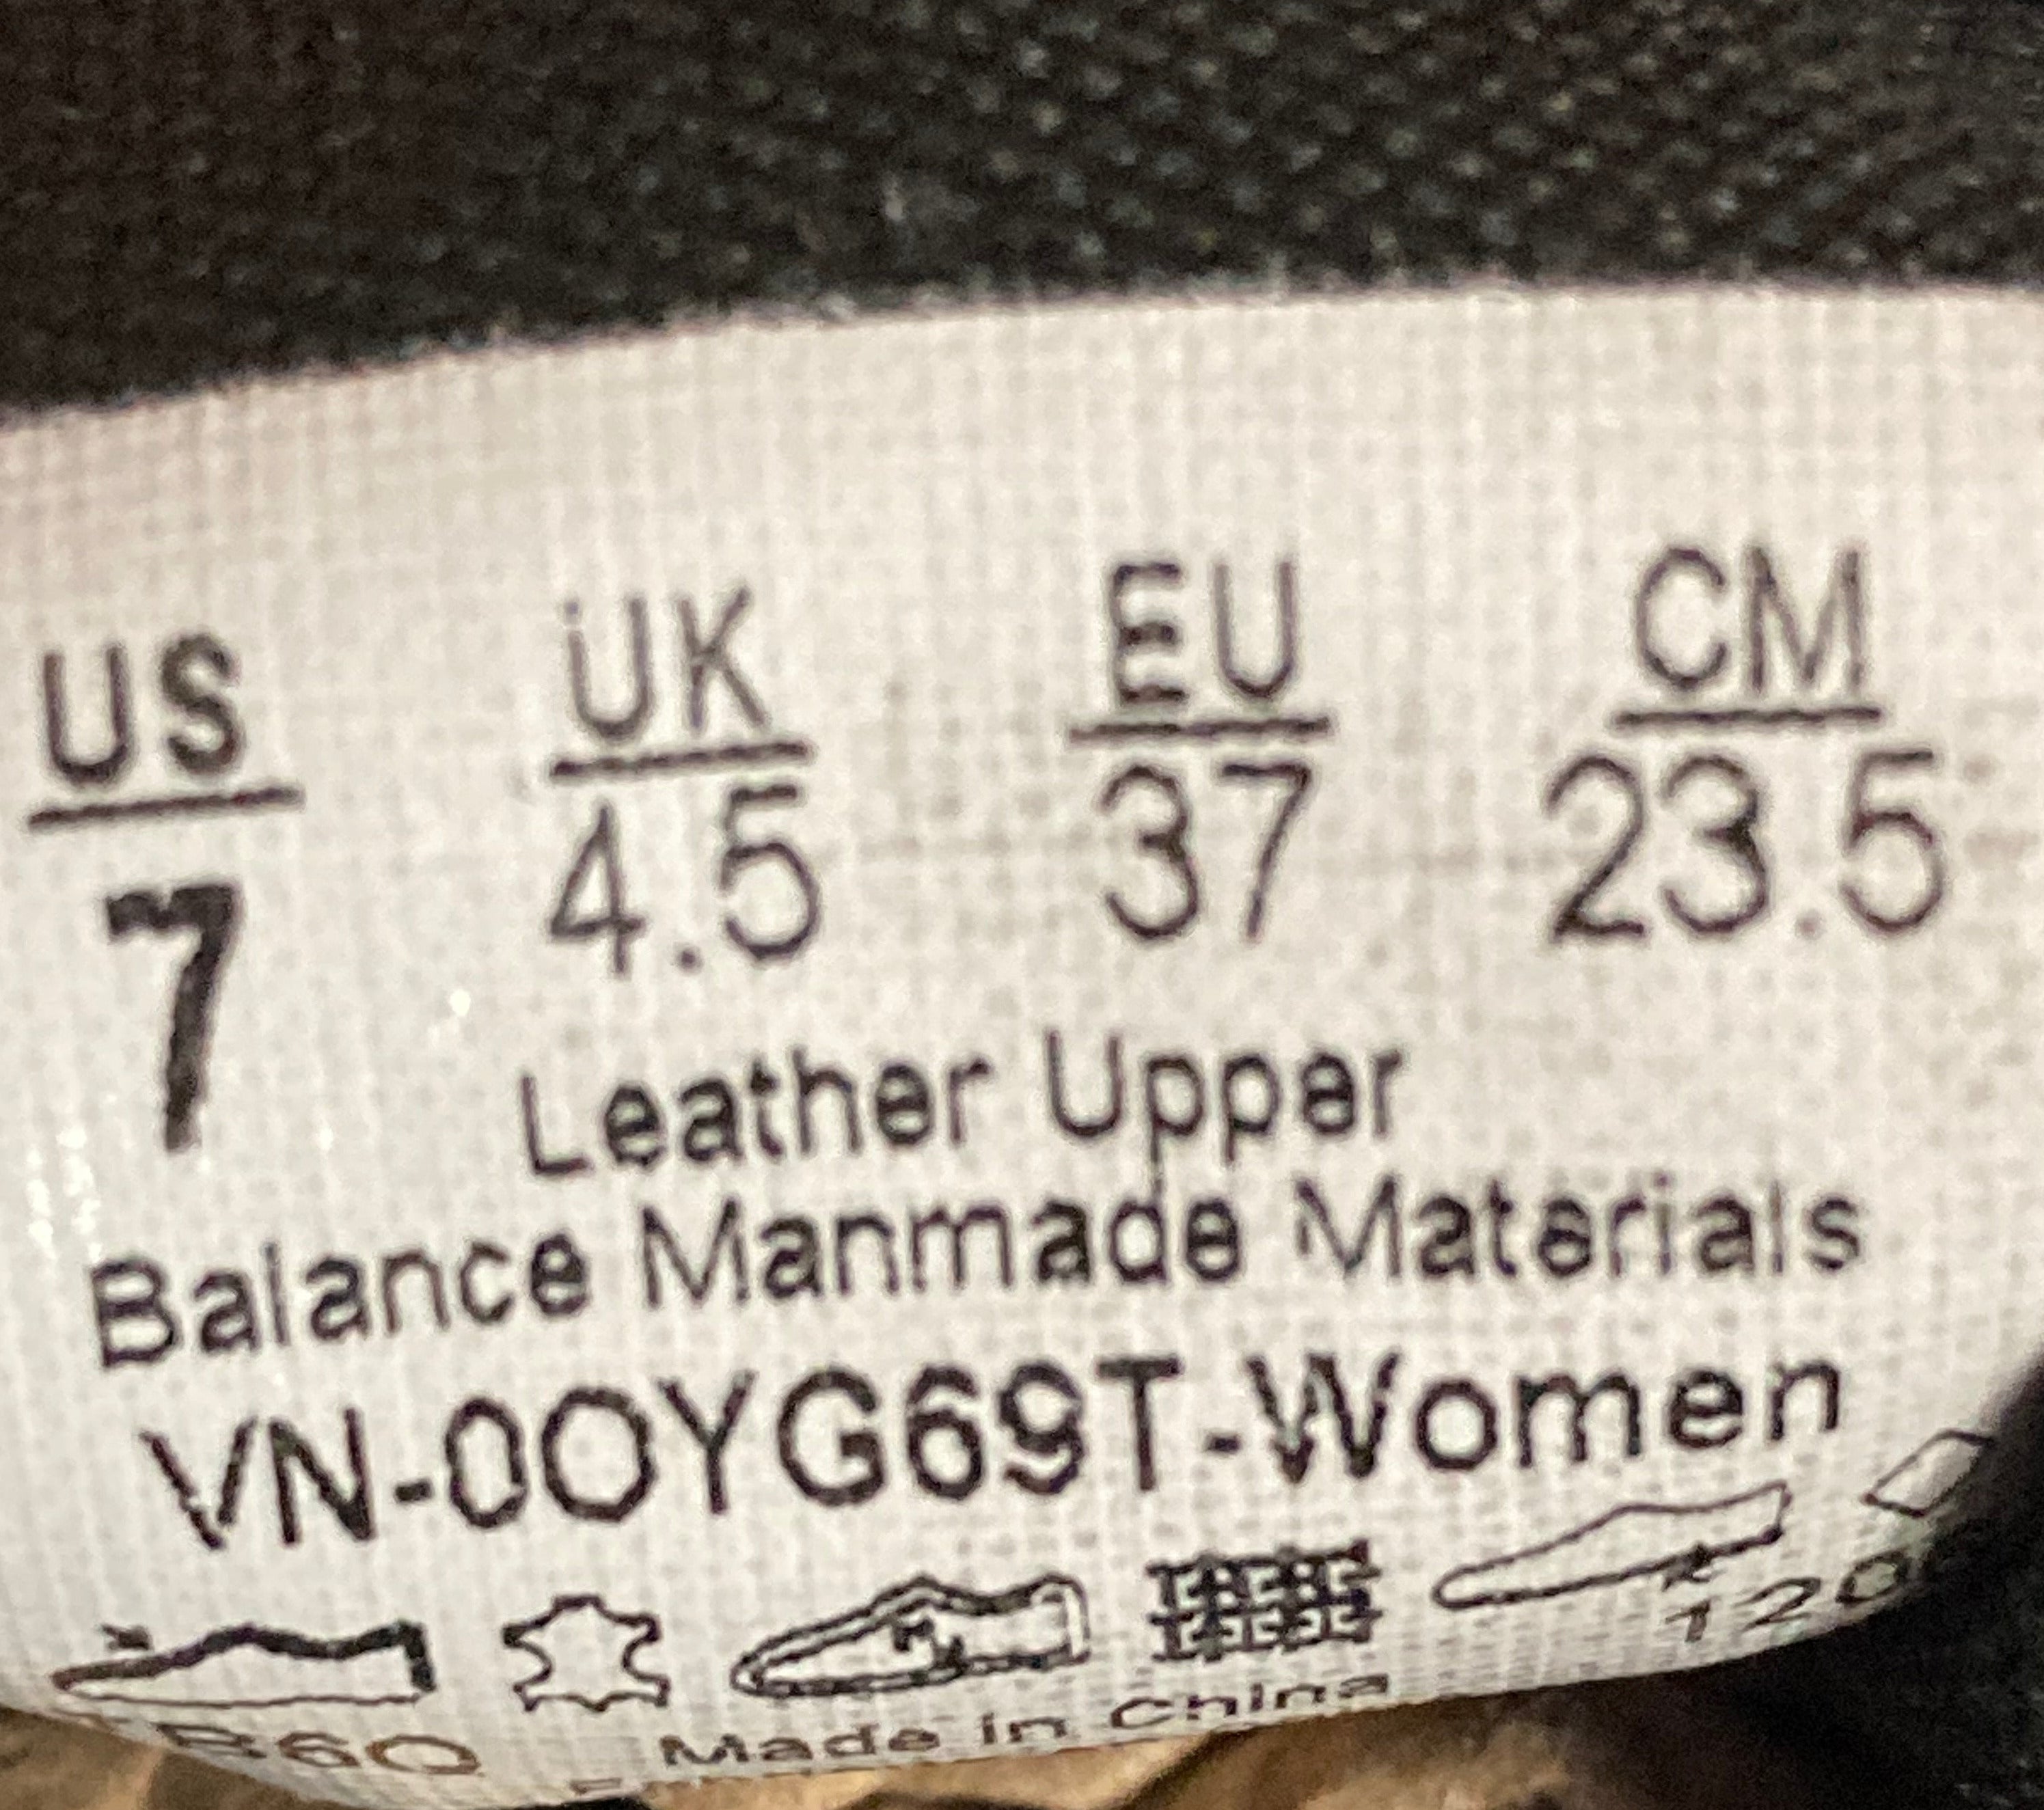 US UK EU CM
7 4.5 37 23.5
Leather Upper
Balance Manmade Materials
VN-0OYG69T-Women
Made in China